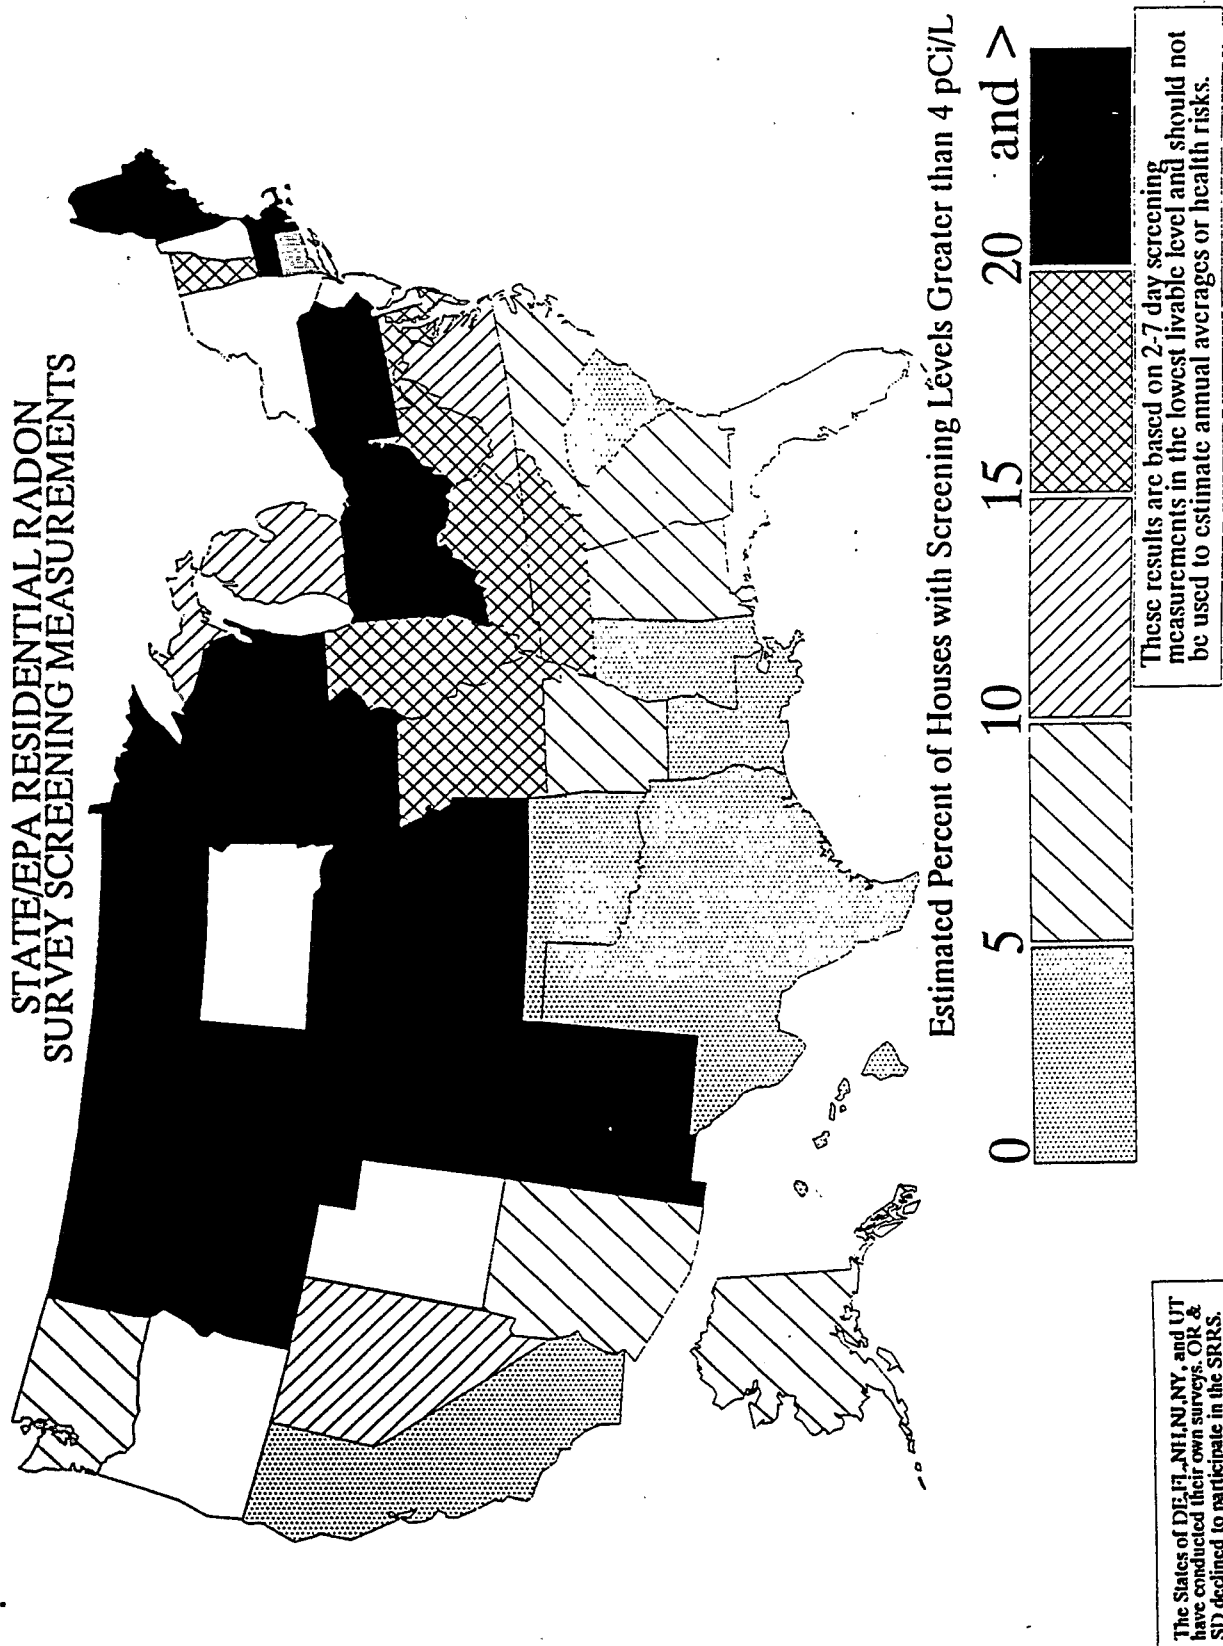 STATE/EPA RESIDENTIAL RADON
SURVEY SCREENING MEASUREMENTS
Estimated Percent of Houses with Screening Levels Greater than 4 pCi/L
0 5 10 15 20 and >
These results are based on 2-7 day screening
measurements in the lowest livable level and should not
be used to estimate annual averages or health risks.
The States of DE,FL,NH,NJ,NY, and UT
have conducted their own surveys. OR &
SD declined to participate in the SRRS.